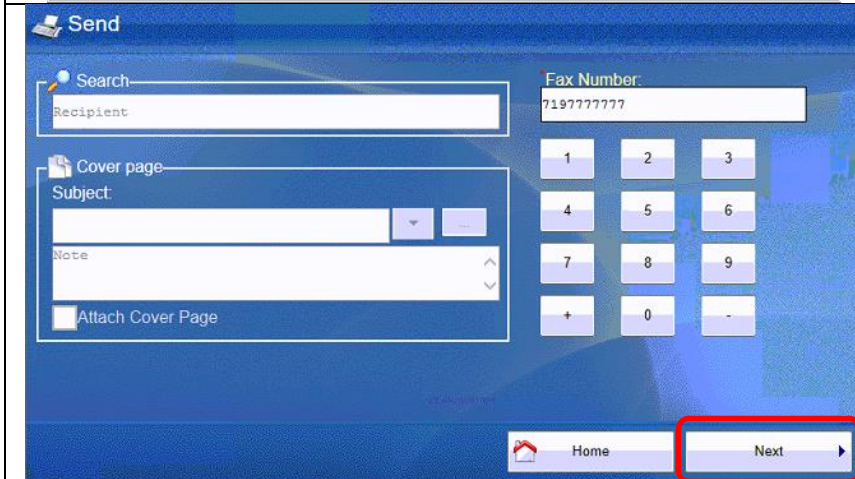 Send
Search
Recipient
Cover page
Subject:
...
Note
Attach Cover Page
*Fax Number:
7197777777
1 2 3
4 5 6
7 8 9
+ 0 -
Home
Next